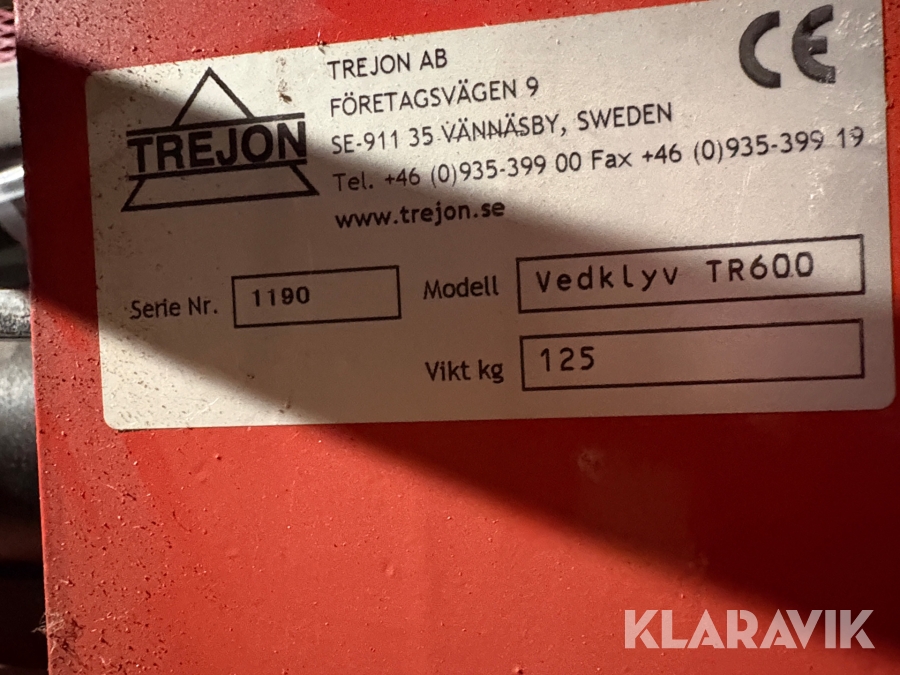 TREJON
TREJON AB
FÖRETAGSVÄGEN 9
SE-911 35 VÄNNÄSBY, SWEDEN
Tel. +46 (0)935-399 00 Fax +46 (0)935-399 19
www.trejon.se
CE
Serie Nr. 1190
Modell Vedklyv TR600
Vikt kg 125
KLARAVIK